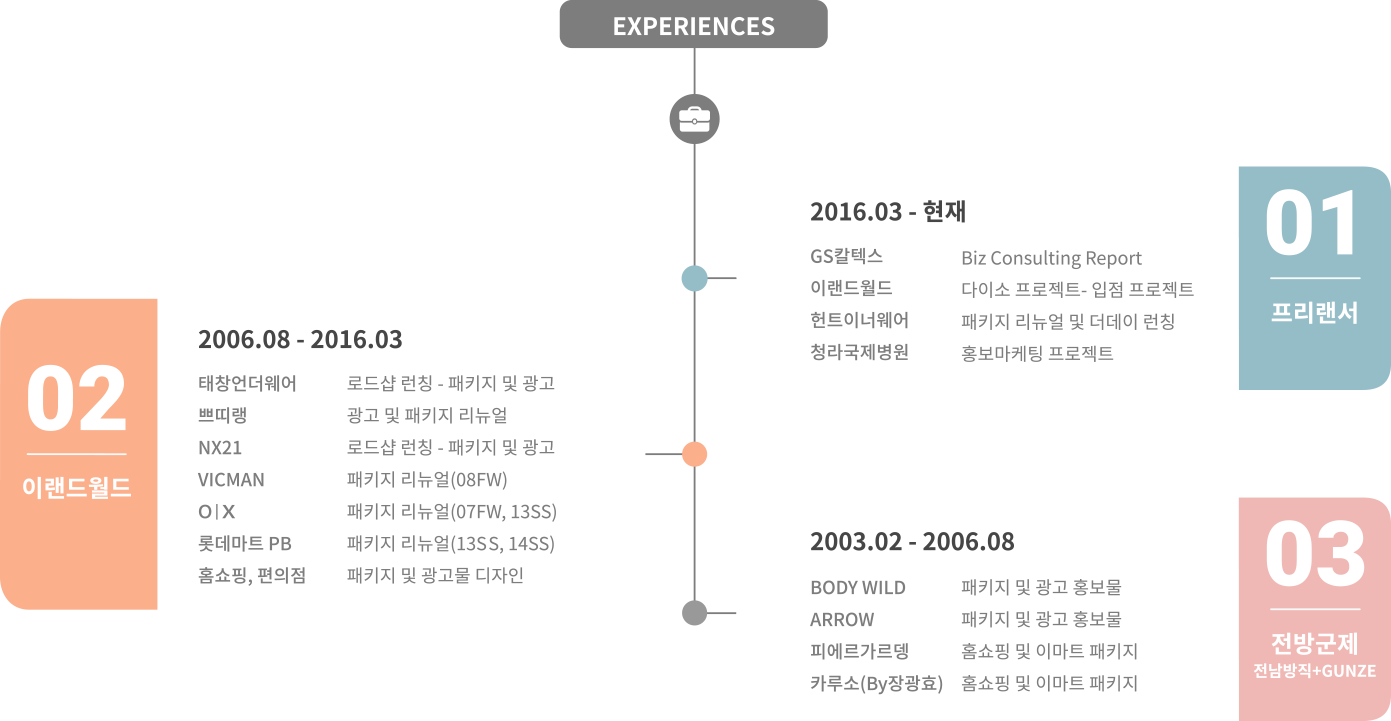 EXPERIENCES
01
프리랜서
2016.03 - 현재
GS칼텍스 Biz Consulting Report
이랜드월드 다이소 프로젝트- 입점 프로젝트
헌트이너웨어 패키지 리뉴얼 및 더데이 런칭
청라국제병원 홍보마케팅 프로젝트
02
이랜드월드
2006.08 - 2016.03
태창언더웨어 로드샵 런칭 - 패키지 및 광고
쁘띠랭 광고 및 패키지 리뉴얼
NX21 로드샵 런칭 - 패키지 및 광고
VICMAN 패키지 리뉴얼(08FW)
O|X 패키지 리뉴얼(07FW, 13SS)
롯데마트 PB 패키지 리뉴얼(13SS, 14SS)
홈쇼핑, 편의점 패키지 및 광고물 디자인
03
전방군제
전남방직+GUNZE
2003.02 - 2006.08
BODY WILD 패키지 및 광고 홍보물
ARROW 패키지 및 광고 홍보물
피에르가르뎅 홈쇼핑 및 이마트 패키지
카루소(By장광효) 홈쇼핑 및 이마트 패키지